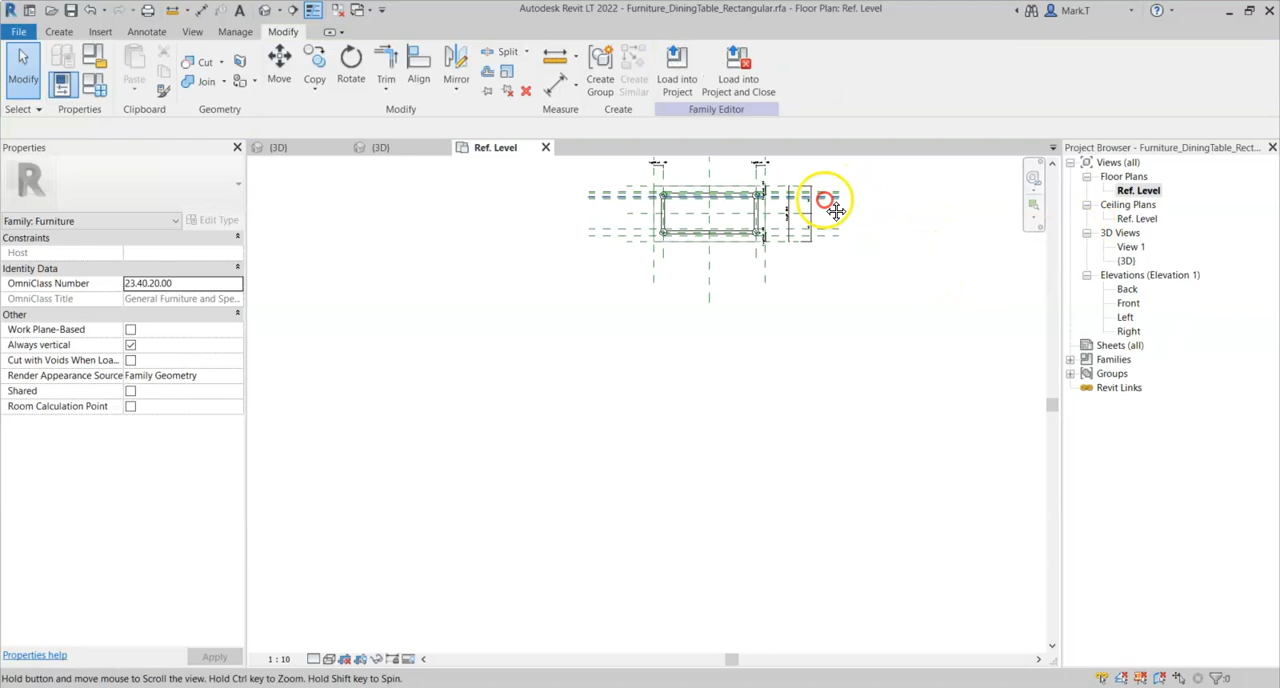 Autodesk Revit LT 2022 - Furniture_DiningTable_Rectangular.rfa - Floor Plan: Ref. Level
Mark.T
File Create Insert Annotate View Manage Modify
Modify
Paste
Cut
Join
Move
Copy
Rotate
Trim
Align
Mirror
Split
Create Group
Create Similar
Load into Project
Load into Project and Close
Select Properties Clipboard Geometry Modify Measure Create Family Editor
Properties
{3D}
{3D}
Ref. Level
Project Browser - Furniture_DiningTable_Rect...
R
Family: Furniture
Edit Type
Constraints
Host
Identity Data
OmniClass Number 23.40.20.00
OmniClass Title General Furniture and Spe...
Other
Work Plane-Based
Always vertical
Cut with Voids When Loa...
Render Appearance Source Family Geometry
Shared
Room Calculation Point
Properties help
Apply
Views (all)
Floor Plans
Ref. Level
Ceiling Plans
Ref. Level
3D Views
View 1
{3D}
Elevations (Elevation 1)
Back
Front
Left
Right
Sheets (all)
Families
Groups
Revit Links
1 : 10
Hold button and move mouse to Scroll the view. Hold Ctrl key to Zoom. Hold Shift key to Spin.
:0